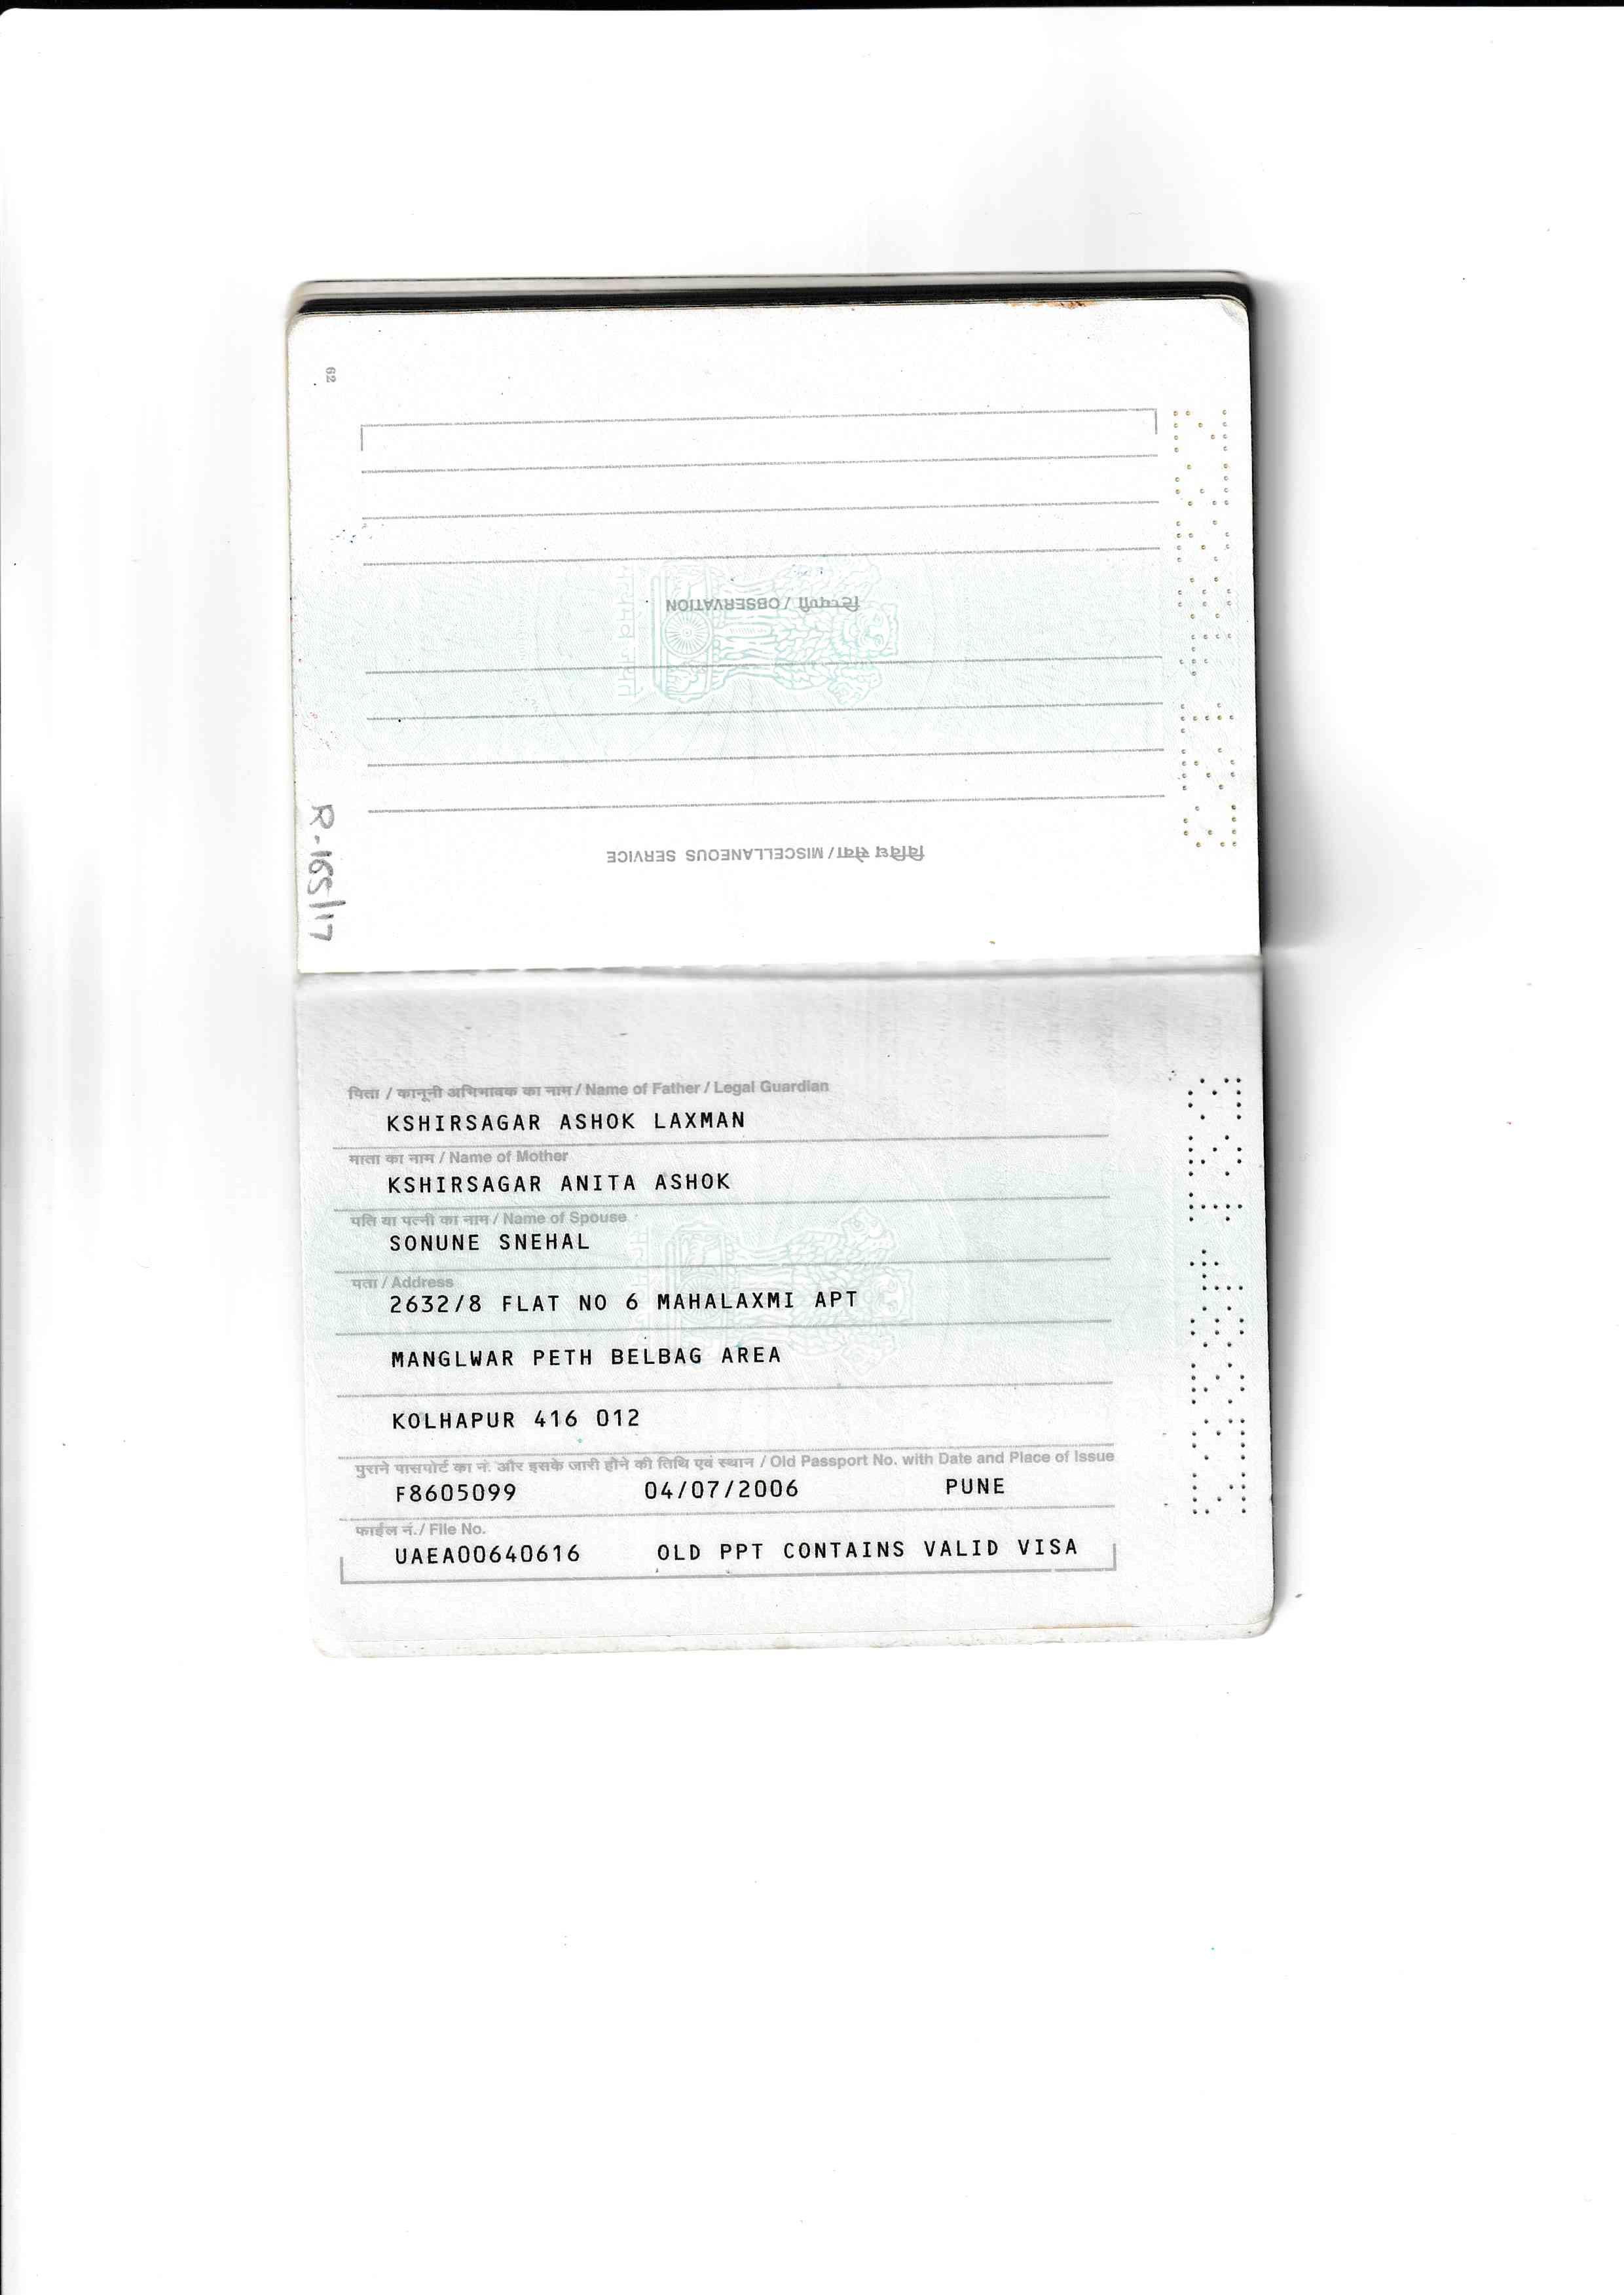 62
टिप्पणी / OBSERVATION
R-165/17
विविध सेवा / MISCELLANEOUS SERVICE
पिता / कानूनी अभिभावक का नाम / Name of Father / Legal Guardian
KSHIRSAGAR ASHOK LAXMAN
माता का नाम / Name of Mother
KSHIRSAGAR ANITA ASHOK
पति या पत्नी का नाम / Name of Spouse
SONUNE SNEHAL
पता / Address
2632/8 FLAT NO 6 MAHALAXMI APT
MANGLWAR PETH BELBAG AREA
KOLHAPUR 416 012
पुराने पासपोर्ट का नं. और इसके जारी होने की तिथि एवं स्थान / Old Passport No. with Date and Place of Issue
F8605099 04/07/2006 PUNE
फाईल नं. / File No.
UAEA00640616 OLD PPT CONTAINS VALID VISA